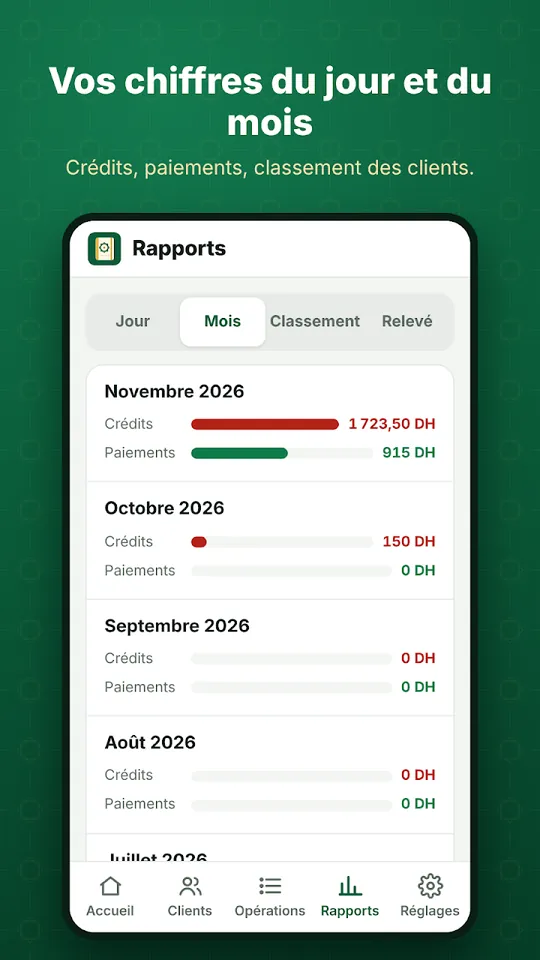 Vos chiffres du jour et du
mois
Crédits, paiements, classement des clients.
Rapports
Jour Mois Classement Relevé
Novembre 2026
Crédits 1 723,50 DH
Paiements 915 DH
Octobre 2026
Crédits 150 DH
Paiements 0 DH
Septembre 2026
Crédits 0 DH
Paiements 0 DH
Août 2026
Crédits 0 DH
Paiements 0 DH
Juillet 2026
Accueil Clients Opérations Rapports Réglages